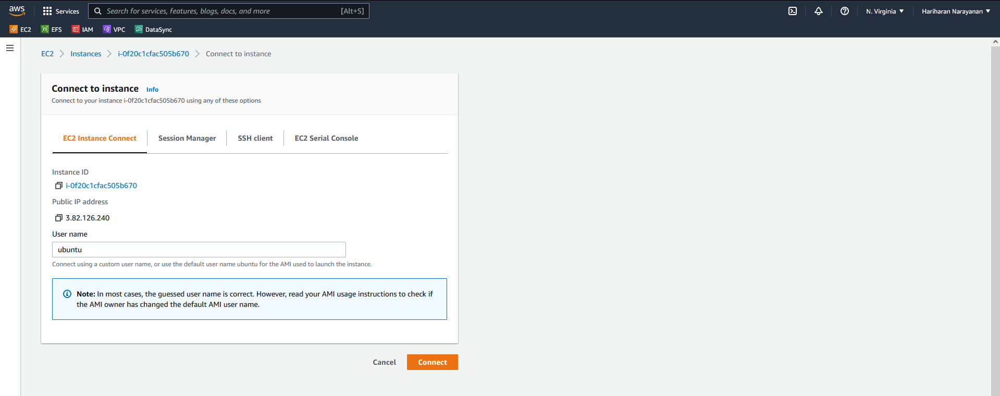 aws
Services
Search for services, features, blogs, docs, and more [Alt+S]
N. Virginia
Hariharan Narayanan
EC2 EFS IAM VPC DataSync
EC2 Instances i-0f20c1cfac505b670 Connect to instance
Connect to instance Info
Connect to your instance i-0f20c1cfac505b670 using any of these options
EC2 Instance Connect Session Manager SSH client EC2 Serial Console
Instance ID
i-0f20c1cfac505b670
Public IP address
3.82.126.240
User name
ubuntu
Connect using a custom user name, or use the default user name ubuntu for the AMI used to launch the instance.
Note: In most cases, the guessed user name is correct. However, read your AMI usage instructions to check if
the AMI owner has changed the default AMI user name.
Cancel Connect